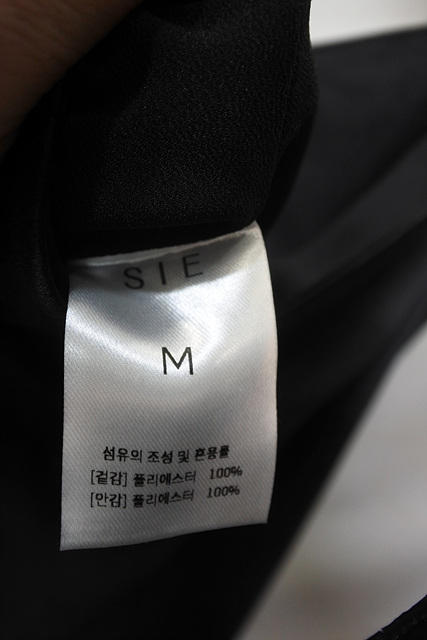 SIE
M
섬유의 조성 및 혼용률
[겉감] 폴리에스터 100%
[안감] 폴리에스터 100%